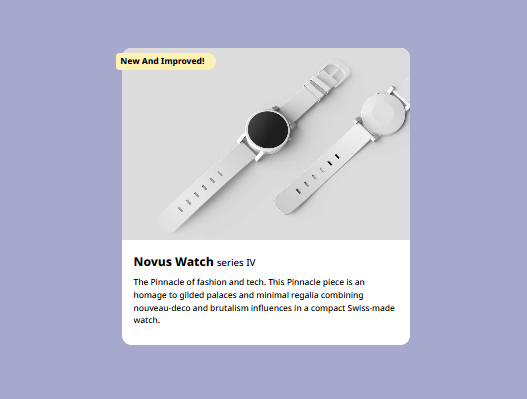 New And Improved!
Novus Watch series IV
The Pinnacle of fashion and tech. This Pinnacle piece is an
homage to gilded palaces and minimal regalia combining
nouveau-deco and brutalism influences in a compact Swiss-made
watch.